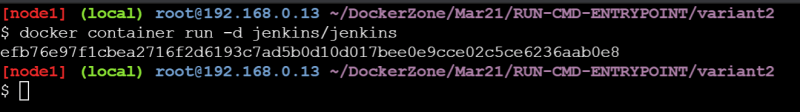 [node1] (local) root@192.168.0.13 ~/DockerZone/Mar21/RUN-CMD-ENTRYPOINT/variant2
$ docker container run -d jenkins/jenkins
efb76e97f1cbea2716f2d6193c7ad5b0d10d017bee0e9cce02c5ce6236aab0e8
[node1] (local) root@192.168.0.13 ~/DockerZone/Mar21/RUN-CMD-ENTRYPOINT/variant2
$